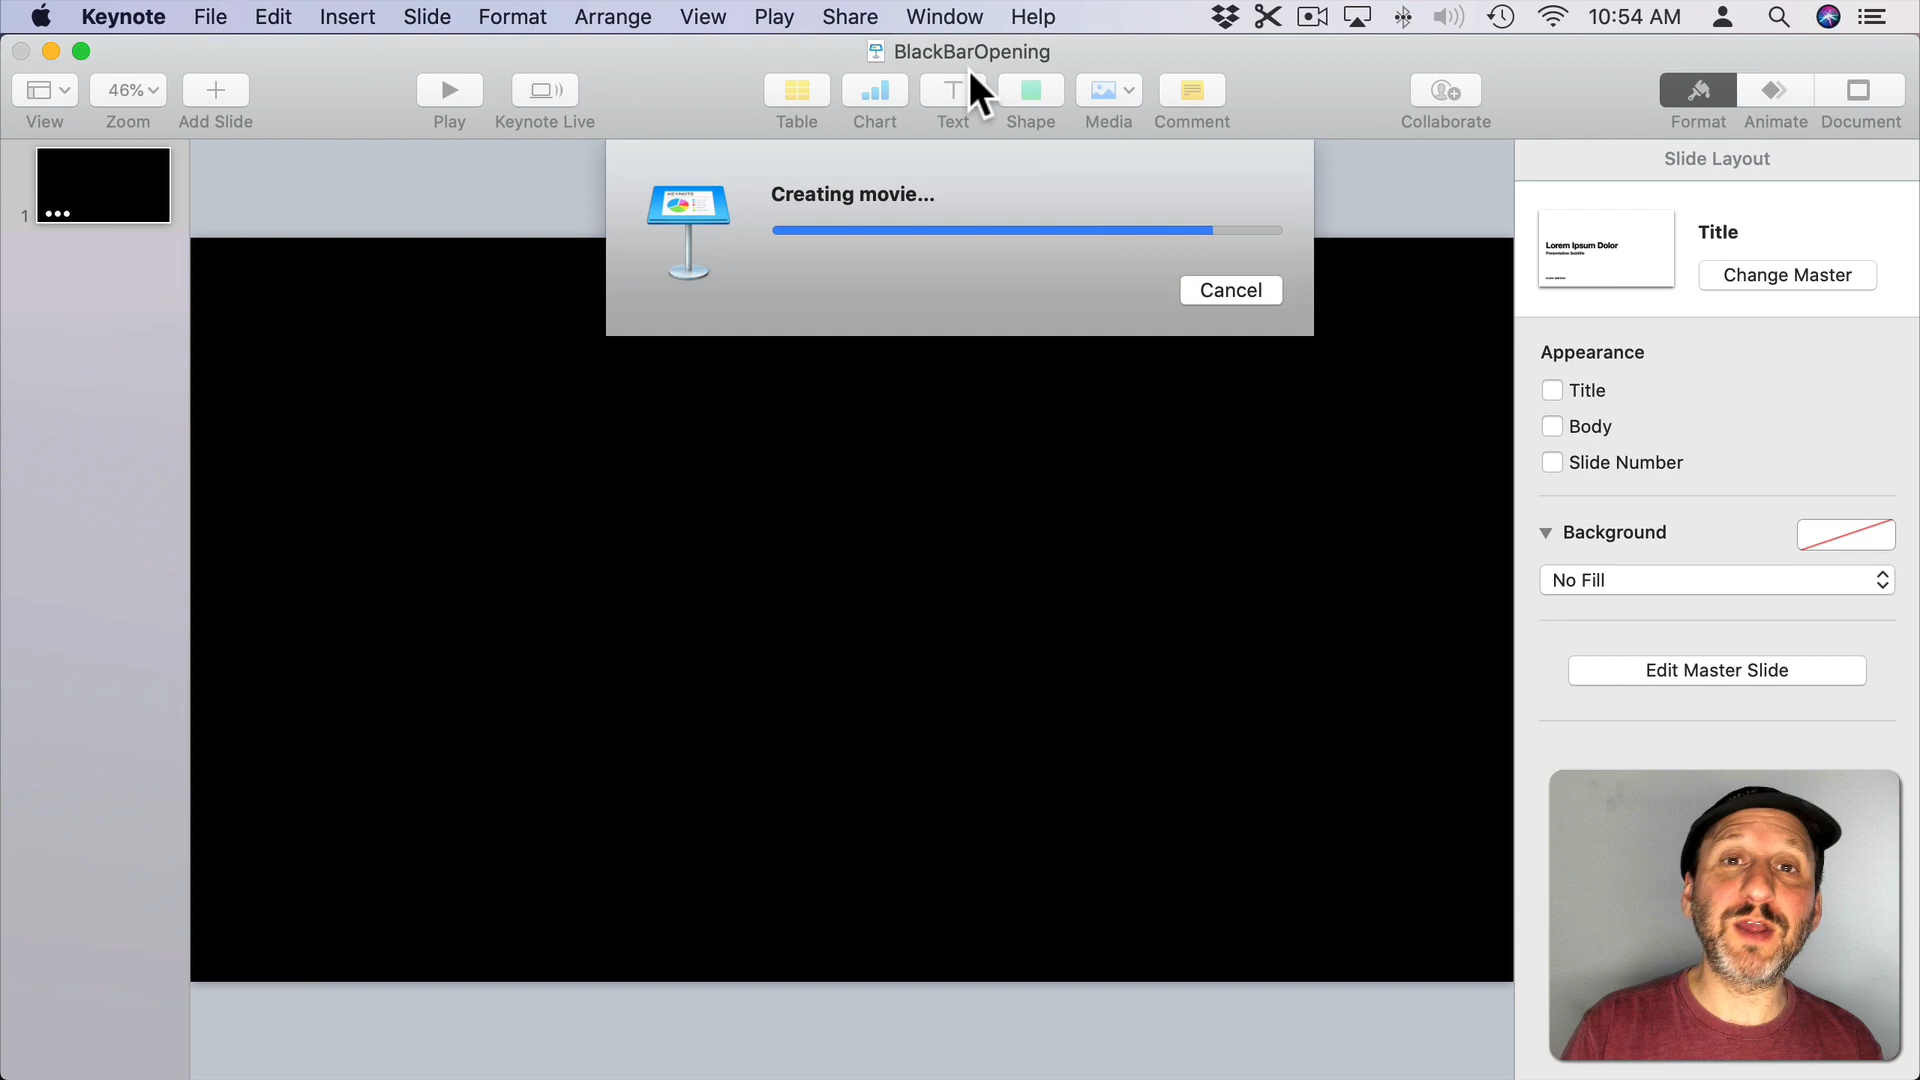 Keynote File Edit Insert Slide Format Arrange View Play Share Window Help 10:54 AM
BlackBarOpening
46%
View Zoom Add Slide Play Keynote Live Table Chart Text Shape Media Comment Collaborate Format Animate Document
Slide Layout
1
KEYNOTE
Creating movie...
Cancel
Lorem Ipsum Dolor
Presentation Subtitle
Title
Change Master
Appearance
Title
Body
Slide Number
Background
No Fill
Edit Master Slide